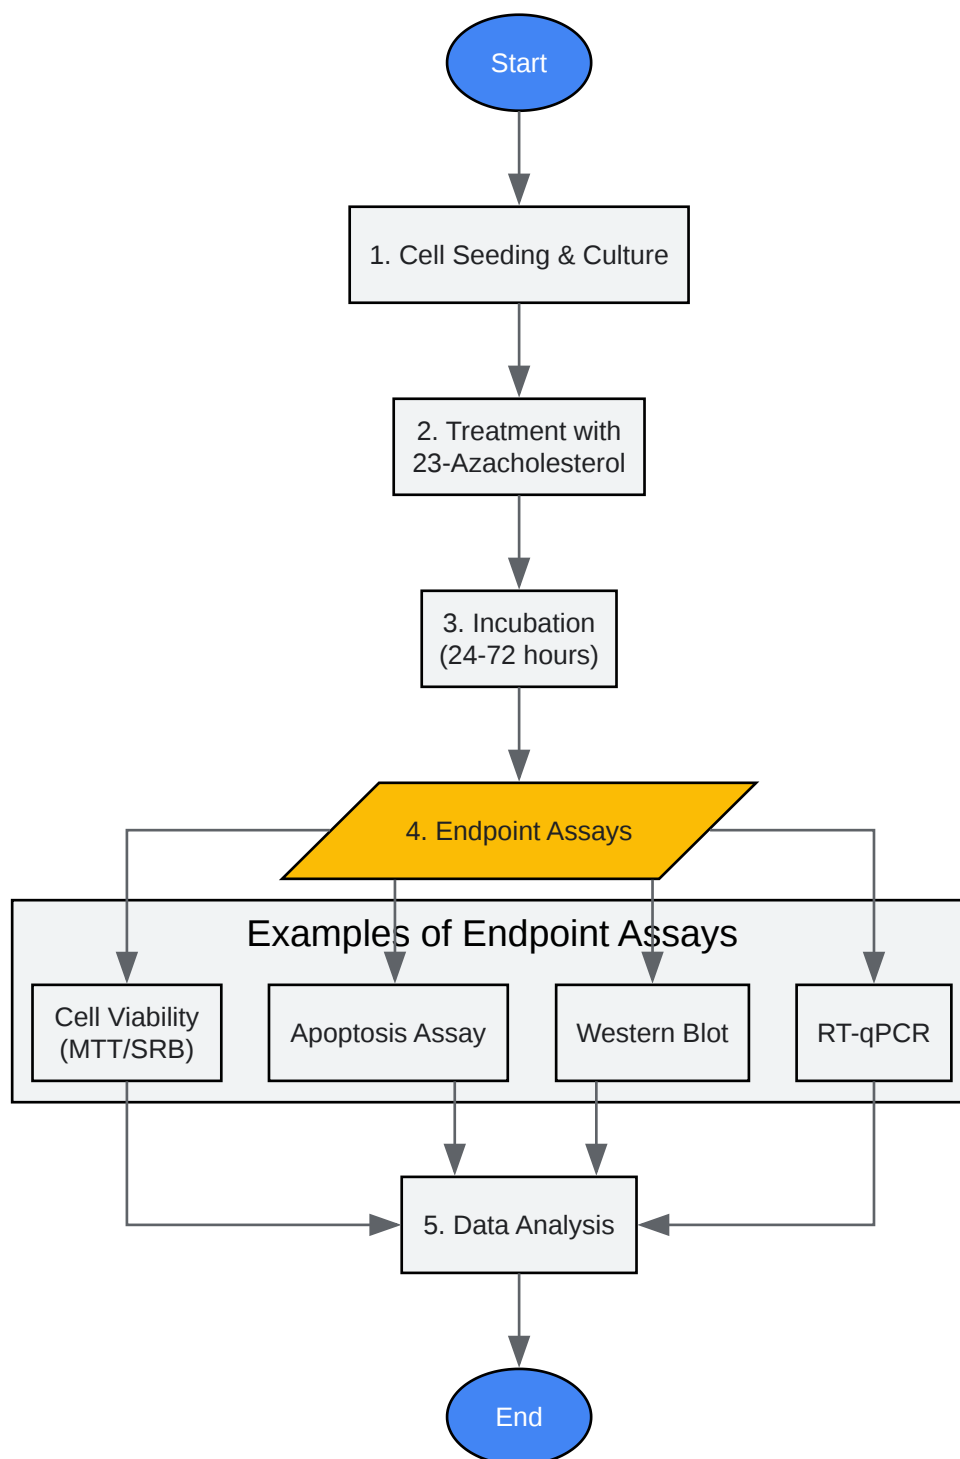 Start
1. Cell Seeding & Culture
2. Treatment with
23-Azacholesterol
3. Incubation
(24-72 hours)
4. Endpoint Assays
Examples of Endpoint Assays
Cell Viability
(MTT/SRB)
Apoptosis Assay
Western Blot
RT-qPCR
5. Data Analysis
End